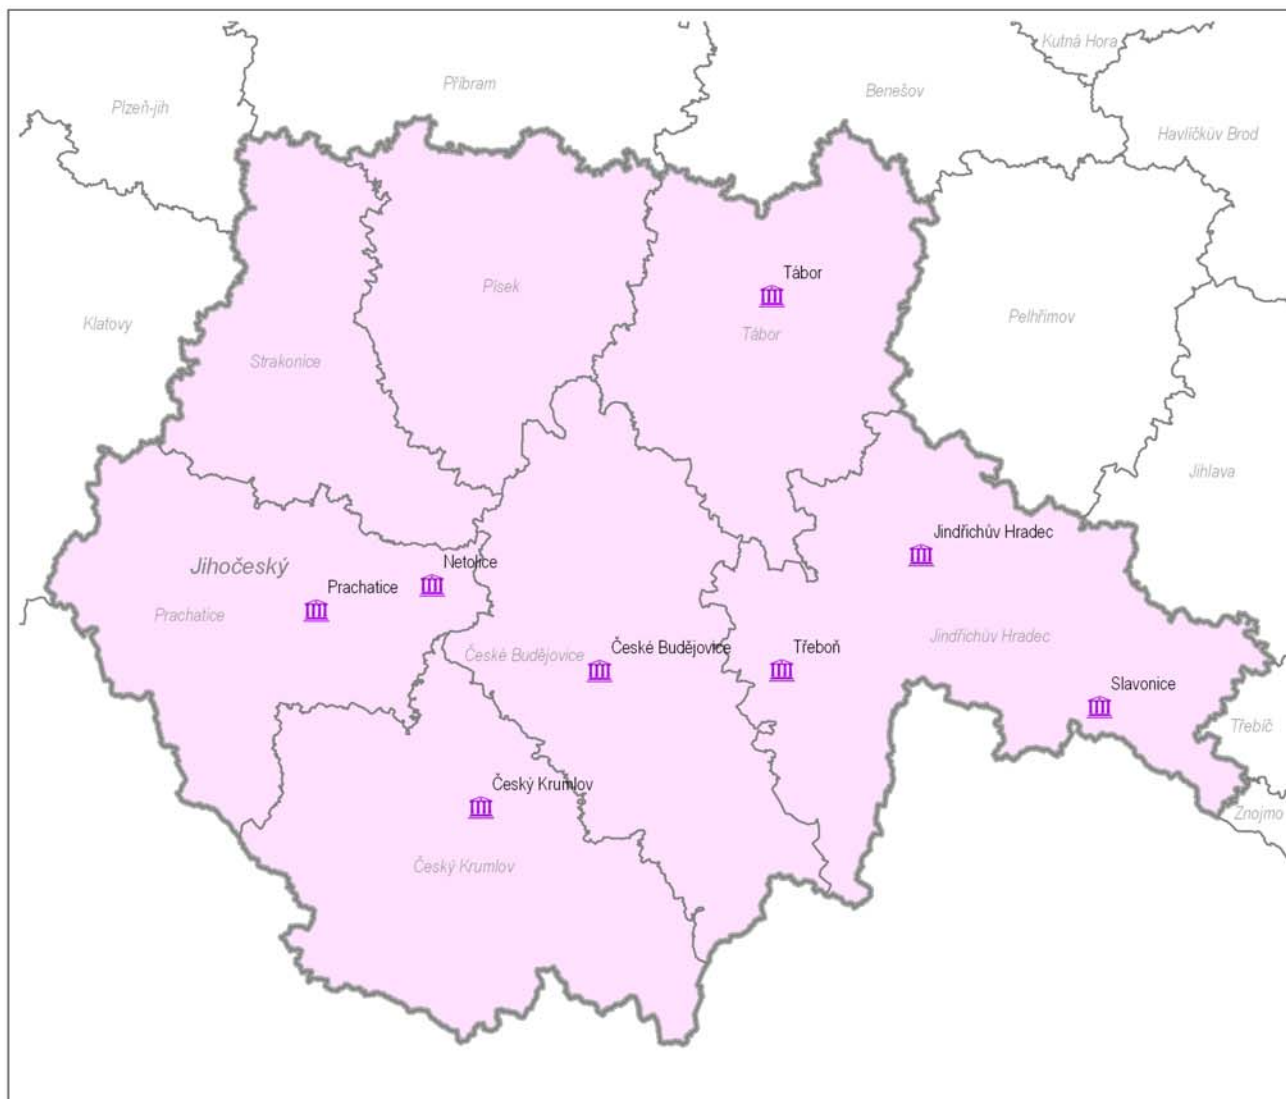 Kutná Hora
Příbram
Benešov
Plzeň-jih
Havlíčkův Brod
Tábor
Písek
Pelhřimov
Klatovy
Tábor
Strakonice
Jihlava
Jindřichův Hradec
Jihočeský
Netolice
Prachatice
Prachatice
Jindřichův Hradec
České Budějovice
České Budějovice
Třeboň
Slavonice
Třebíč
Český Krumlov
Znojmo
Český Krumlov